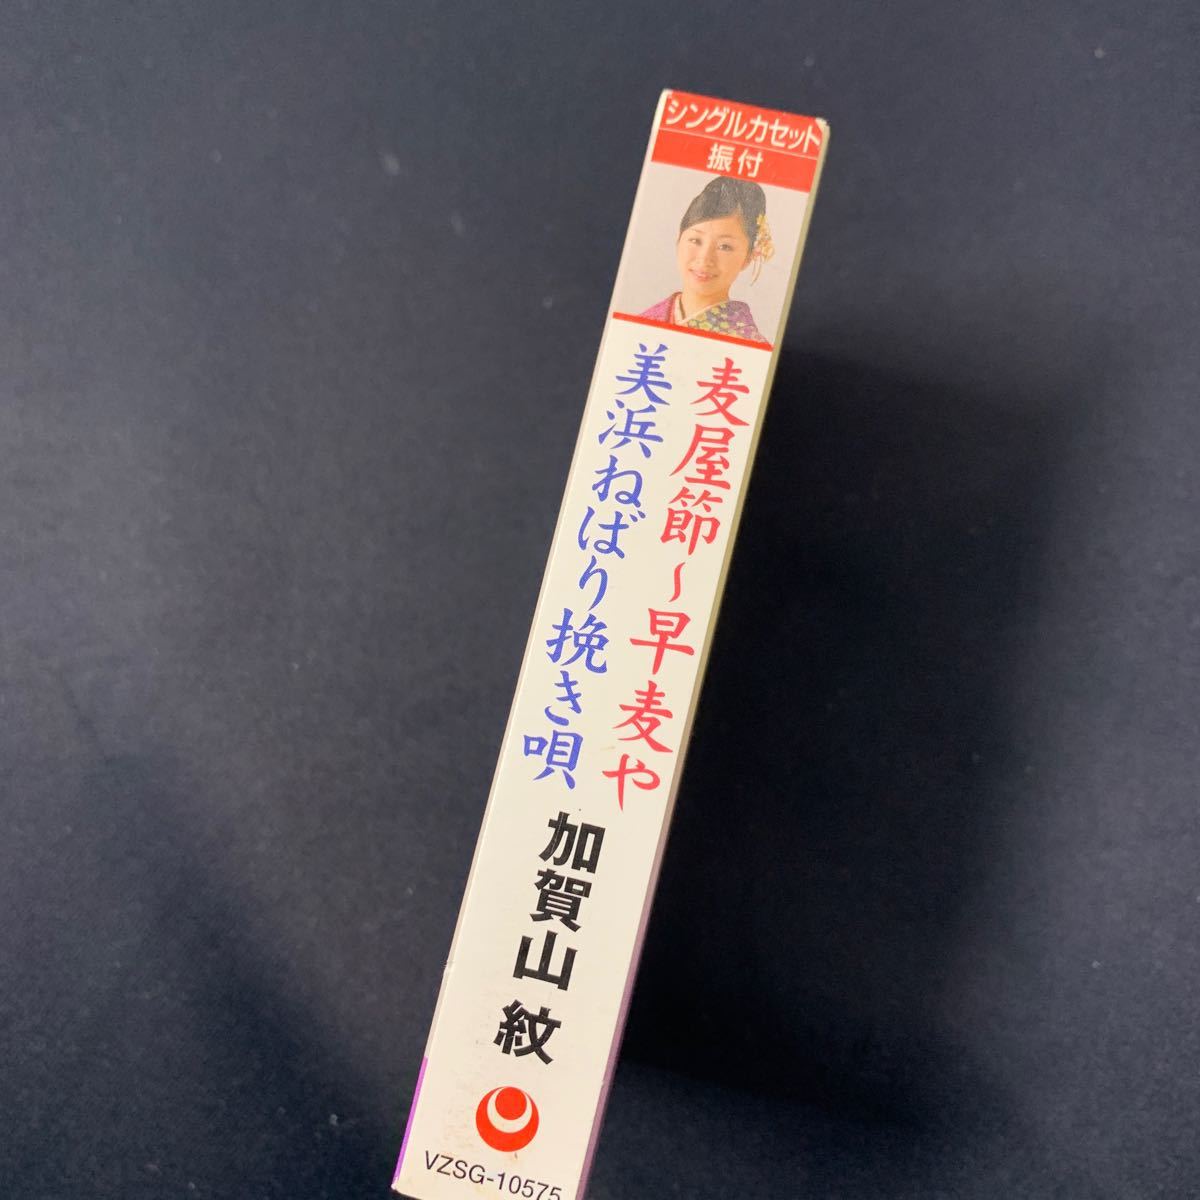 シングルカセット
振付
麦屋節～早麦や
美浜ねばり挽き唄
加賀山 紋
VZSG-10575